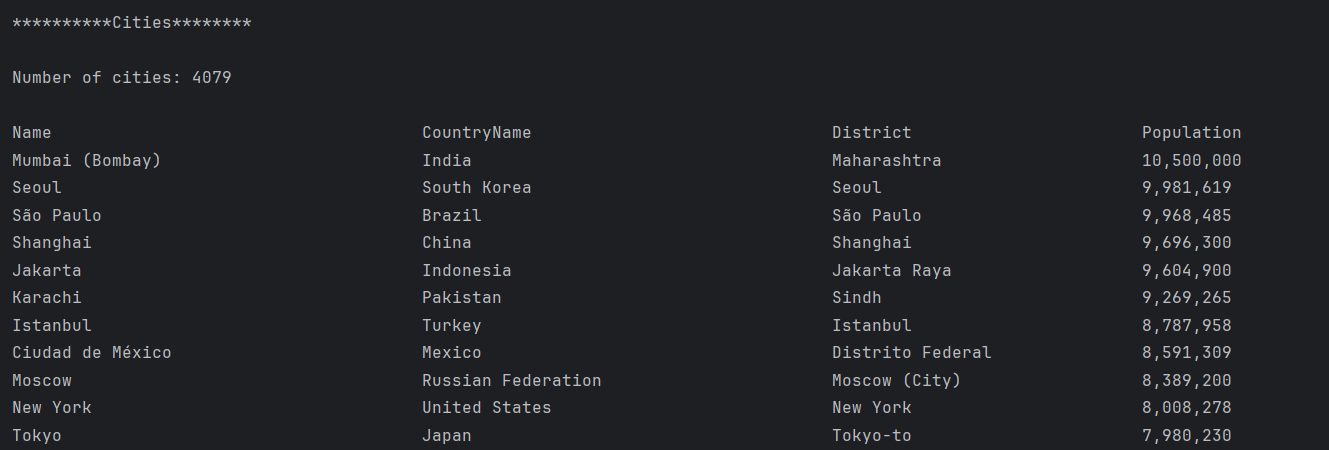 **********Cities********
Number of cities: 4079
Name CountryName District Population
Mumbai (Bombay) India Maharashtra 10,500,000
Seoul South Korea Seoul 9,981,619
São Paulo Brazil São Paulo 9,968,485
Shanghai China Shanghai 9,696,300
Jakarta Indonesia Jakarta Raya 9,604,900
Karachi Pakistan Sindh 9,269,265
Istanbul Turkey Istanbul 8,787,958
Ciudad de México Mexico Distrito Federal 8,591,309
Moscow Russian Federation Moscow (City) 8,389,200
New York United States New York 8,008,278
Tokyo Japan Tokyo-to 7,980,230